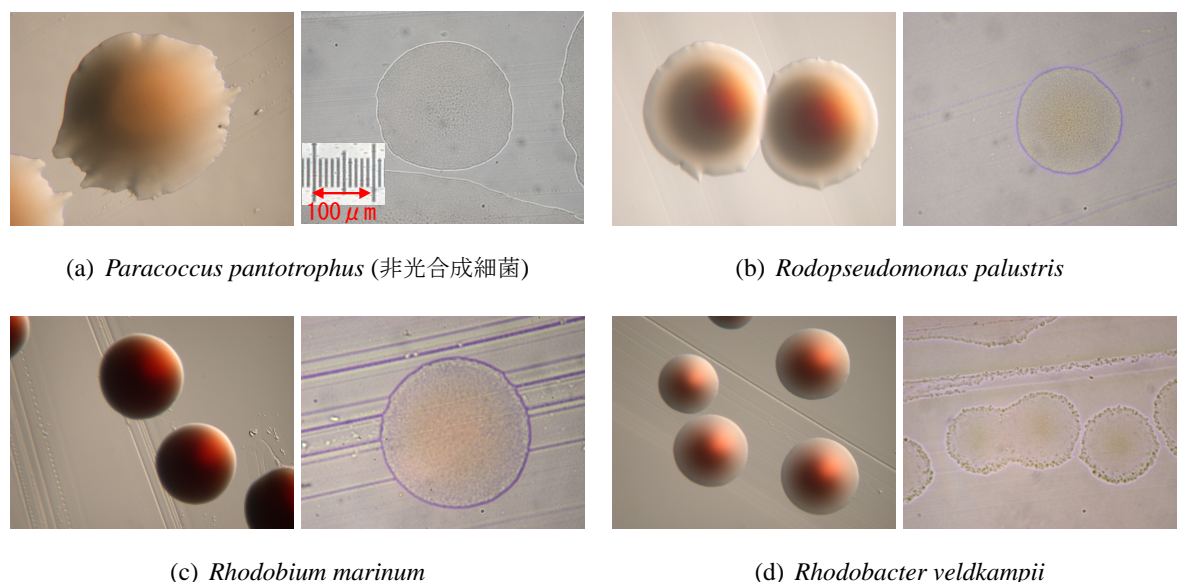 100μm
(a) Paracoccus pantotrophus (非光合成細菌)
(b) Rodopseudomonas palustris
(c) Rhodobium marinum
(d) Rhodobacter veldkampii